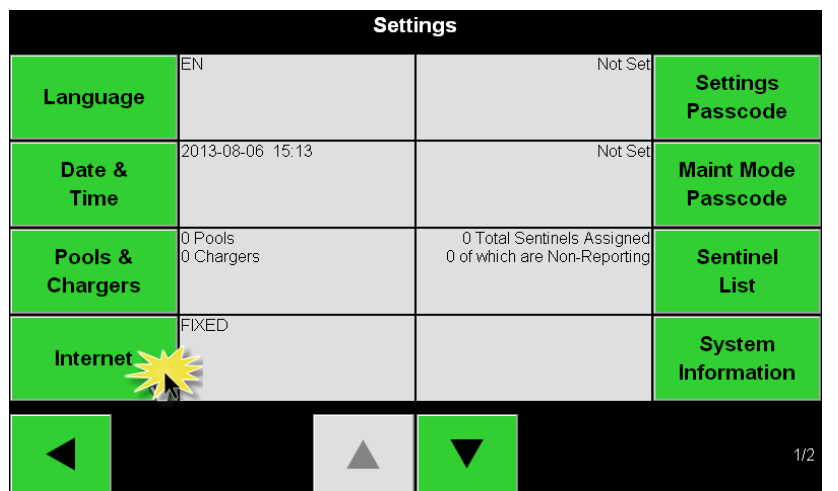 Settings
Language
EN
Not Set
Settings
Passcode
Date &
Time
2013-08-06 15:13
Not Set
Maint Mode
Passcode
Pools &
Chargers
0 Pools
0 Chargers
0 Total Sentinels Assigned
0 of which are Non-Reporting
Sentinel
List
Internet
FIXED
System
Information
1/2